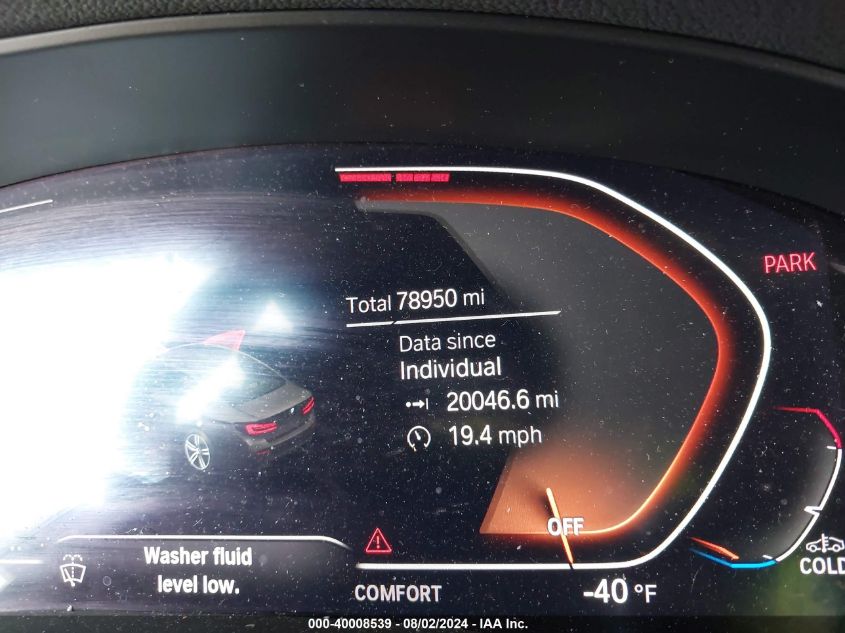 PARK
Total 78950 mi
Data since
Individual
20046.6 mi
19.4 mph
OFF
Washer fluid
level low.
COMFORT
-40 °F
COLD
000-40008539 - 08/02/2024 - IAA Inc.